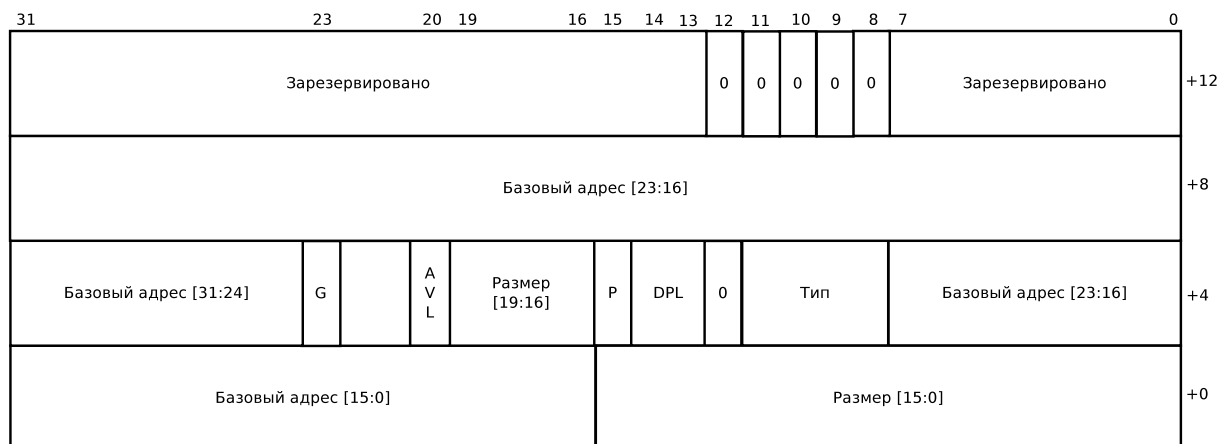 31 23 20 19 16 15 14 13 12 11 10 9 8 7 0
Зарезервировано 0 0 0 0 0 Зарезервировано +12
Базовый адрес [23:16] +8
Базовый адрес [31:24] G A V L Размер [19:16] P DPL 0 Тип Базовый адрес [23:16] +4
Базовый адрес [15:0] Размер [15:0] +0